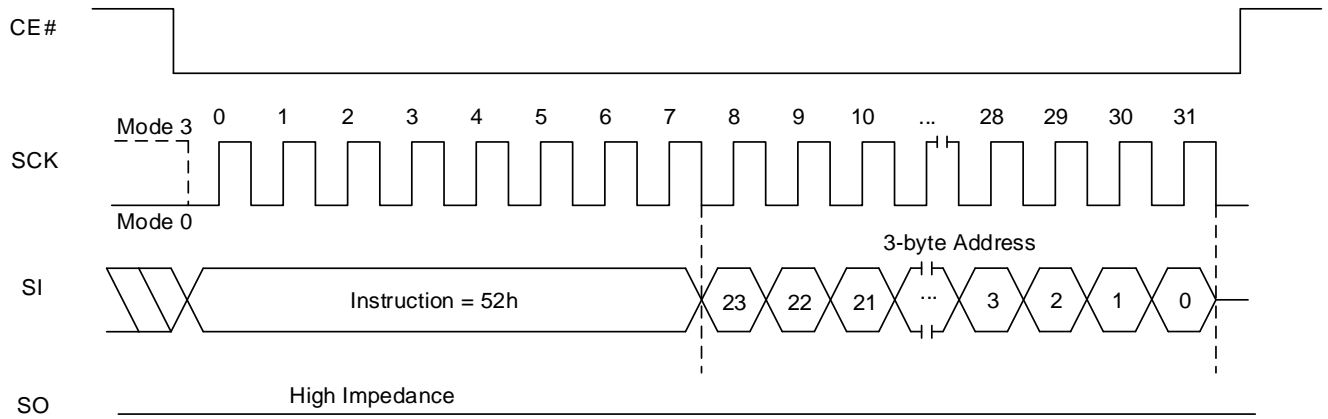 CE#
0 1 2 3 4 5 6 7 8 9 10 ... 28 29 30 31
Mode 3
SCK
Mode 0
3-byte Address
SI
Instruction = 52h 23 22 21 ... 3 2 1 0
High Impedance
SO